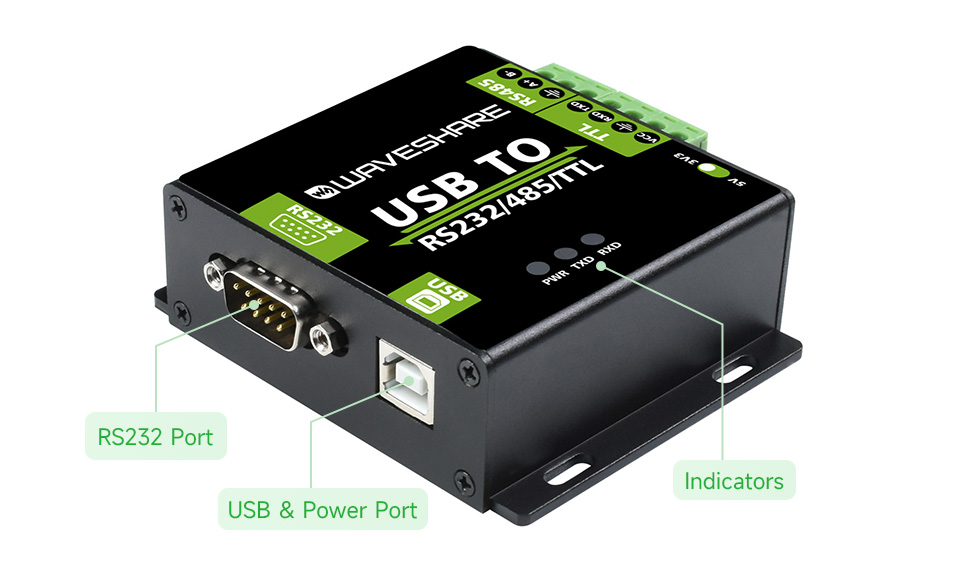 B-
A+
RS485
TXD
RXD
VCC
TTL
3V3
5V
WAVESHARE
USB TO
RS232/485/TTL
RS232
PWR
TXD
RXD
USB
RS232 Port
USB & Power Port
Indicators